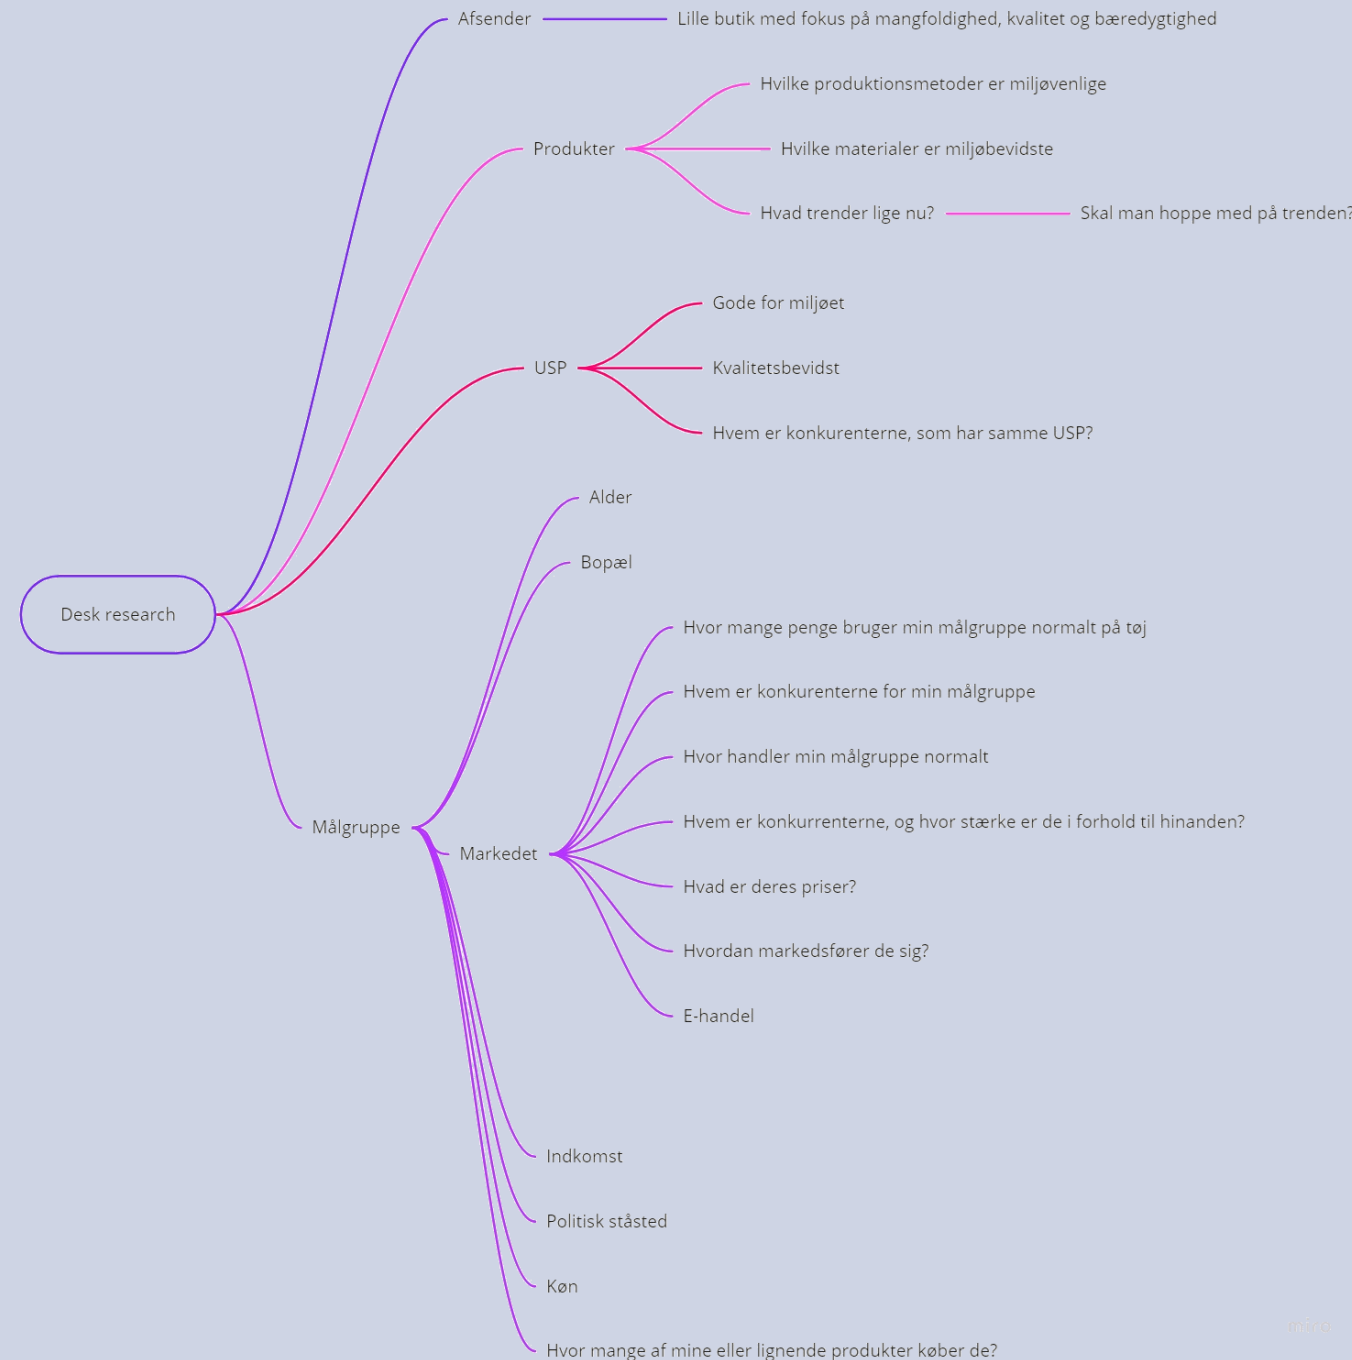 Afsender
Lille butik med fokus på mangfoldighed, kvalitet og bæredygtighed
Produkter
Hvilke produktionsmetoder er miljøvenlige
Hvilke materialer er miljøbevidste
Hvad trender lige nu?
Skal man hoppe med på trenden?
USP
Gode for miljøet
Kvalitetsbevidst
Hvem er konkurenterne, som har samme USP?
Desk research
Målgruppe
Alder
Bopæl
Markedet
Hvor mange penge bruger min målgruppe normalt på tøj
Hvem er konkurenterne for min målgruppe
Hvor handler min målgruppe normalt
Hvem er konkurrenterne, og hvor stærke er de i forhold til hinanden?
Hvad er deres priser?
Hvordan markedsfører de sig?
E-handel
Indkomst
Politisk ståsted
Køn
Hvor mange af mine eller lignende produkter køber de?
miro